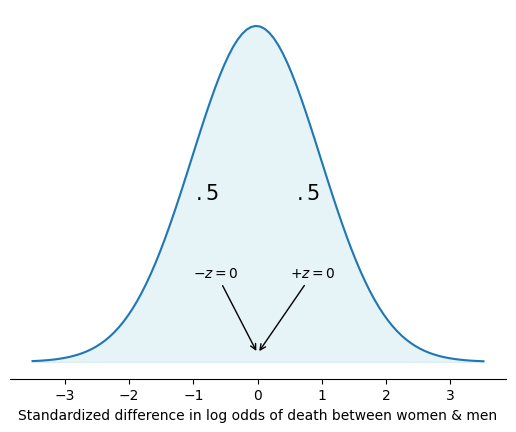 .5 .5
−z = 0 +z = 0
−3 −2 −1 0 1 2 3
Standardized difference in log odds of death between women & men